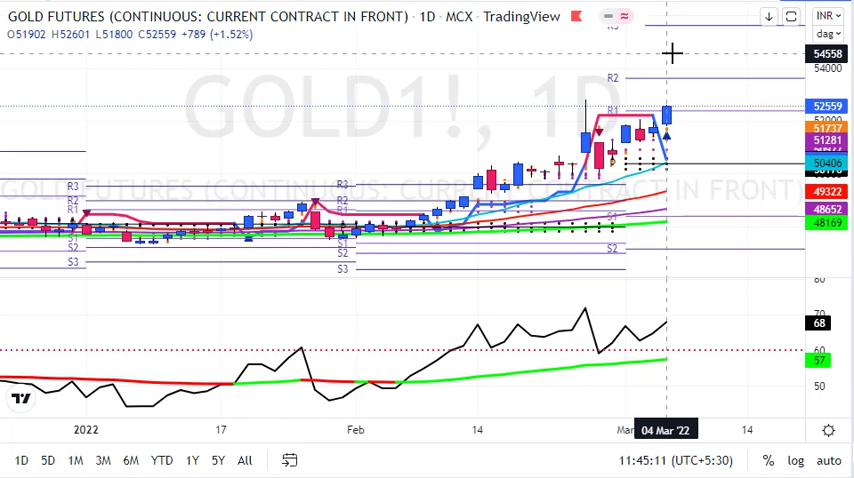 GOLD FUTURES (CONTINUOUS: CURRENT CONTRACT IN FRONT) · 1D · MCX · TradingView
INR
O51902 H52601 L51800 C52559 +789 (+1.52%)
dag
54558
R2
54000
GOLD1!, 1D
R1
52559
51737
51281
50406
GOLD FUTURES (CONTINUOUS: CURRENT CONTRACT IN FRONT)
R3
R3
49322
R2
R2
R1
R1
48652
S1
48169
S1
S1
S2
S2
S2
S3
S3
80
70
68
60
57
50
2022
17
Feb
14
Mar
04 Mar '22
14
1D 5D 1M 3M 6M YTD 1Y 5Y All
11:45:11 (UTC+5:30)
% log auto